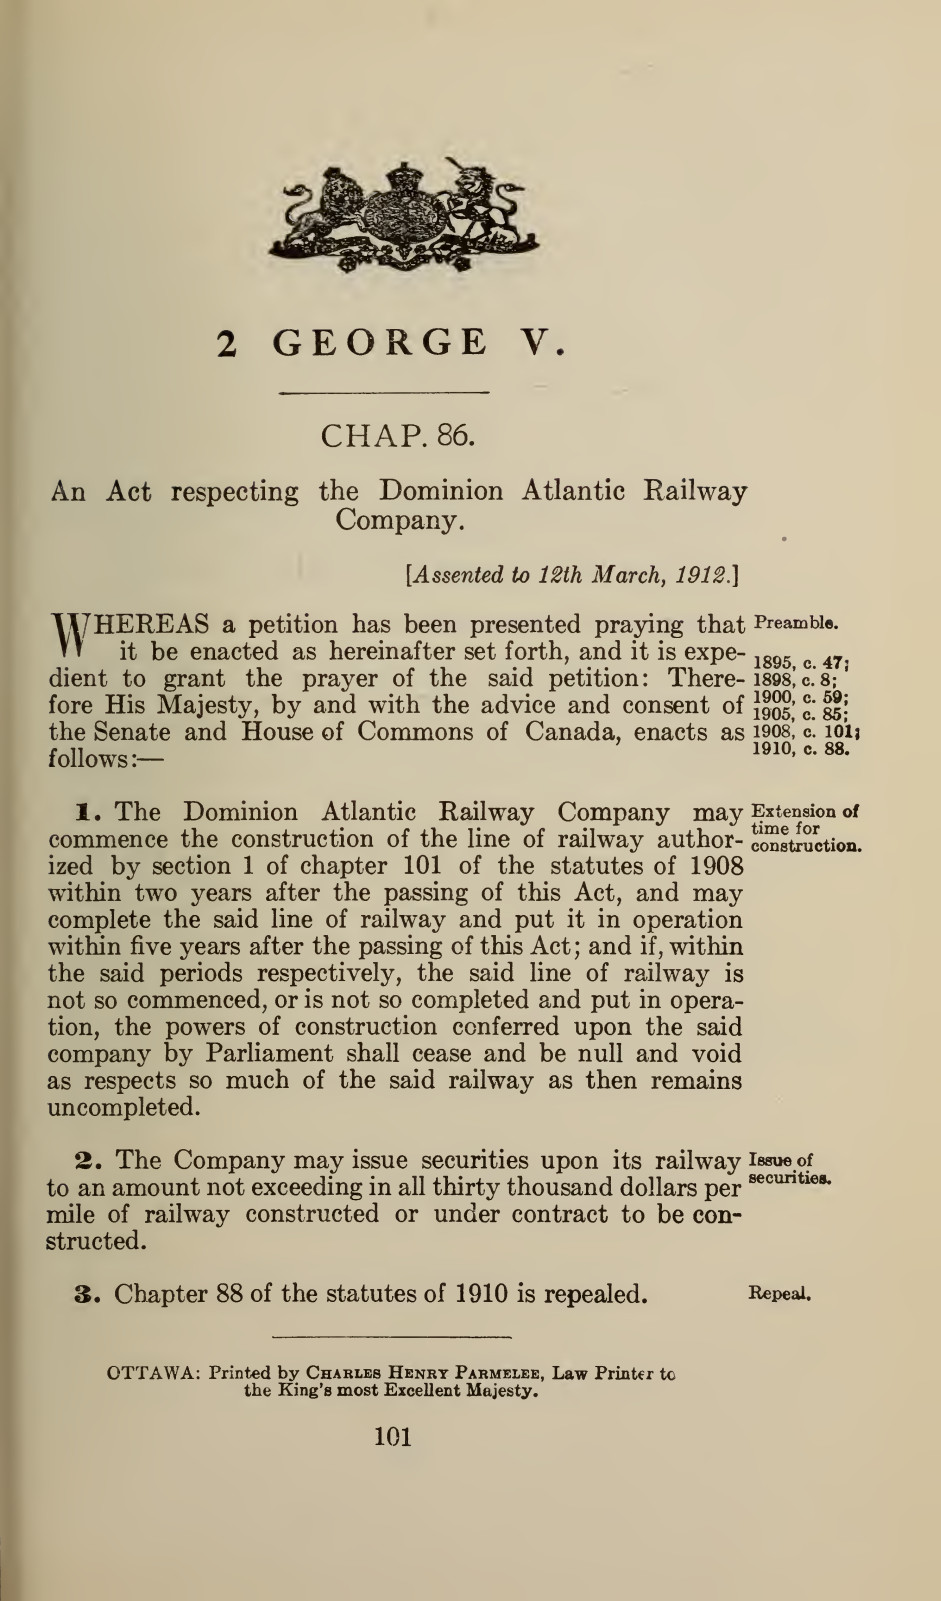 2 GEORGE V.
CHAP. 86.
An Act respecting the Dominion Atlantic Railway
Company.
[Assented to 12th March, 1912.]
WHEREAS a petition has been presented praying that
it be enacted as hereinafter set forth, and it is expe-
dient to grant the prayer of the said petition: There-
fore His Majesty, by and with the advice and consent of
the Senate and House of Commons of Canada, enacts as
follows:—
Preamble.
1895, c. 47;
1898, c. 8;
1900, c. 59;
1905, c. 85;
1908, c. 101;
1910, c. 88.
1. The Dominion Atlantic Railway Company may
commence the construction of the line of railway author-
ized by section 1 of chapter 101 of the statutes of 1908
within two years after the passing of this Act, and may
complete the said line of railway and put it in operation
within five years after the passing of this Act; and if, within
the said periods respectively, the said line of railway is
not so commenced, or is not so completed and put in opera-
tion, the powers of construction conferred upon the said
company by Parliament shall cease and be null and void
as respects so much of the said railway as then remains
uncompleted.
Extension of
time for
construction.
2. The Company may issue securities upon its railway
to an amount not exceeding in all thirty thousand dollars per
mile of railway constructed or under contract to be con-
structed.
Issue of
securities.
3. Chapter 88 of the statutes of 1910 is repealed.
Repeal.
OTTAWA: Printed by CHARLES HENRY PARMELEE, Law Printer to
the King's most Excellent Majesty.
101